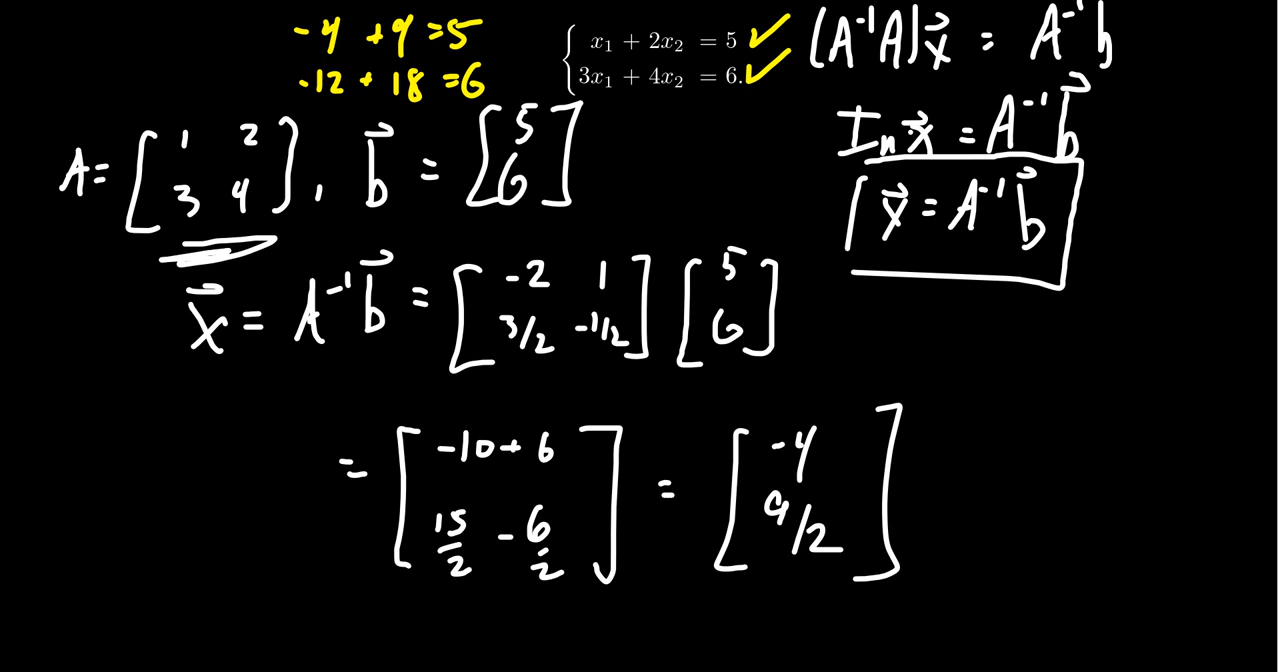 -4 + 9 = 5
-12 + 18 = 6
x₁ + 2x₂ = 5 ✓
3x₁ + 4x₂ = 6. ✓
(A⁻¹A)x⃗ = A⁻¹b⃗
Iₙx⃗ = A⁻¹b⃗
x⃗ = A⁻¹b⃗
A = [1 2
3 4], b⃗ = [5
6]
x⃗ = A⁻¹b⃗ = [-2 1
3/2 -1/2] [5
6]
= [-10 + 6
15/2 - 6/2] = [-4
9/2]